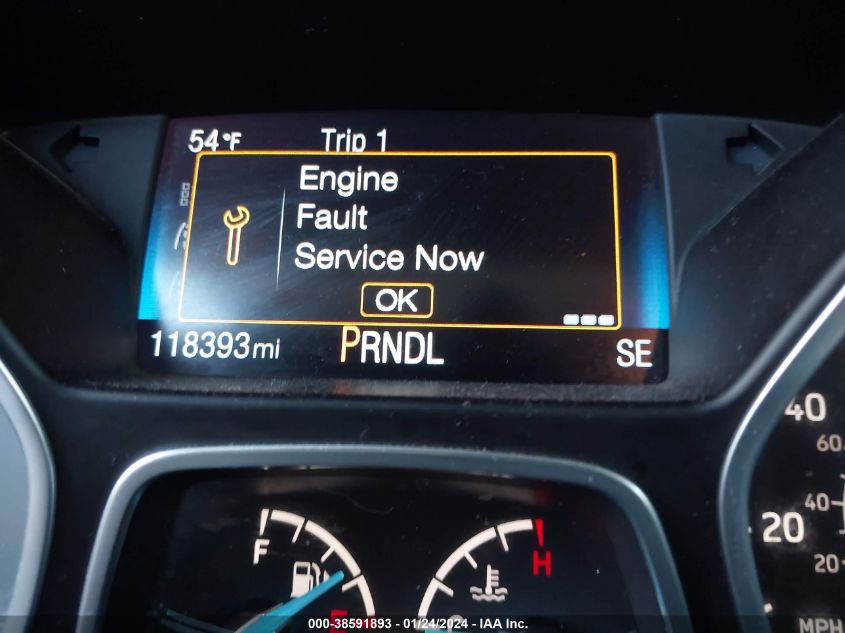 54°F Trip 1
Engine
Fault
Service Now
OK
118393mi PRNDL SE
40
60
F H
40
20
20
E
MPH
000-38591893 - 01/24/2024 - IAA Inc.